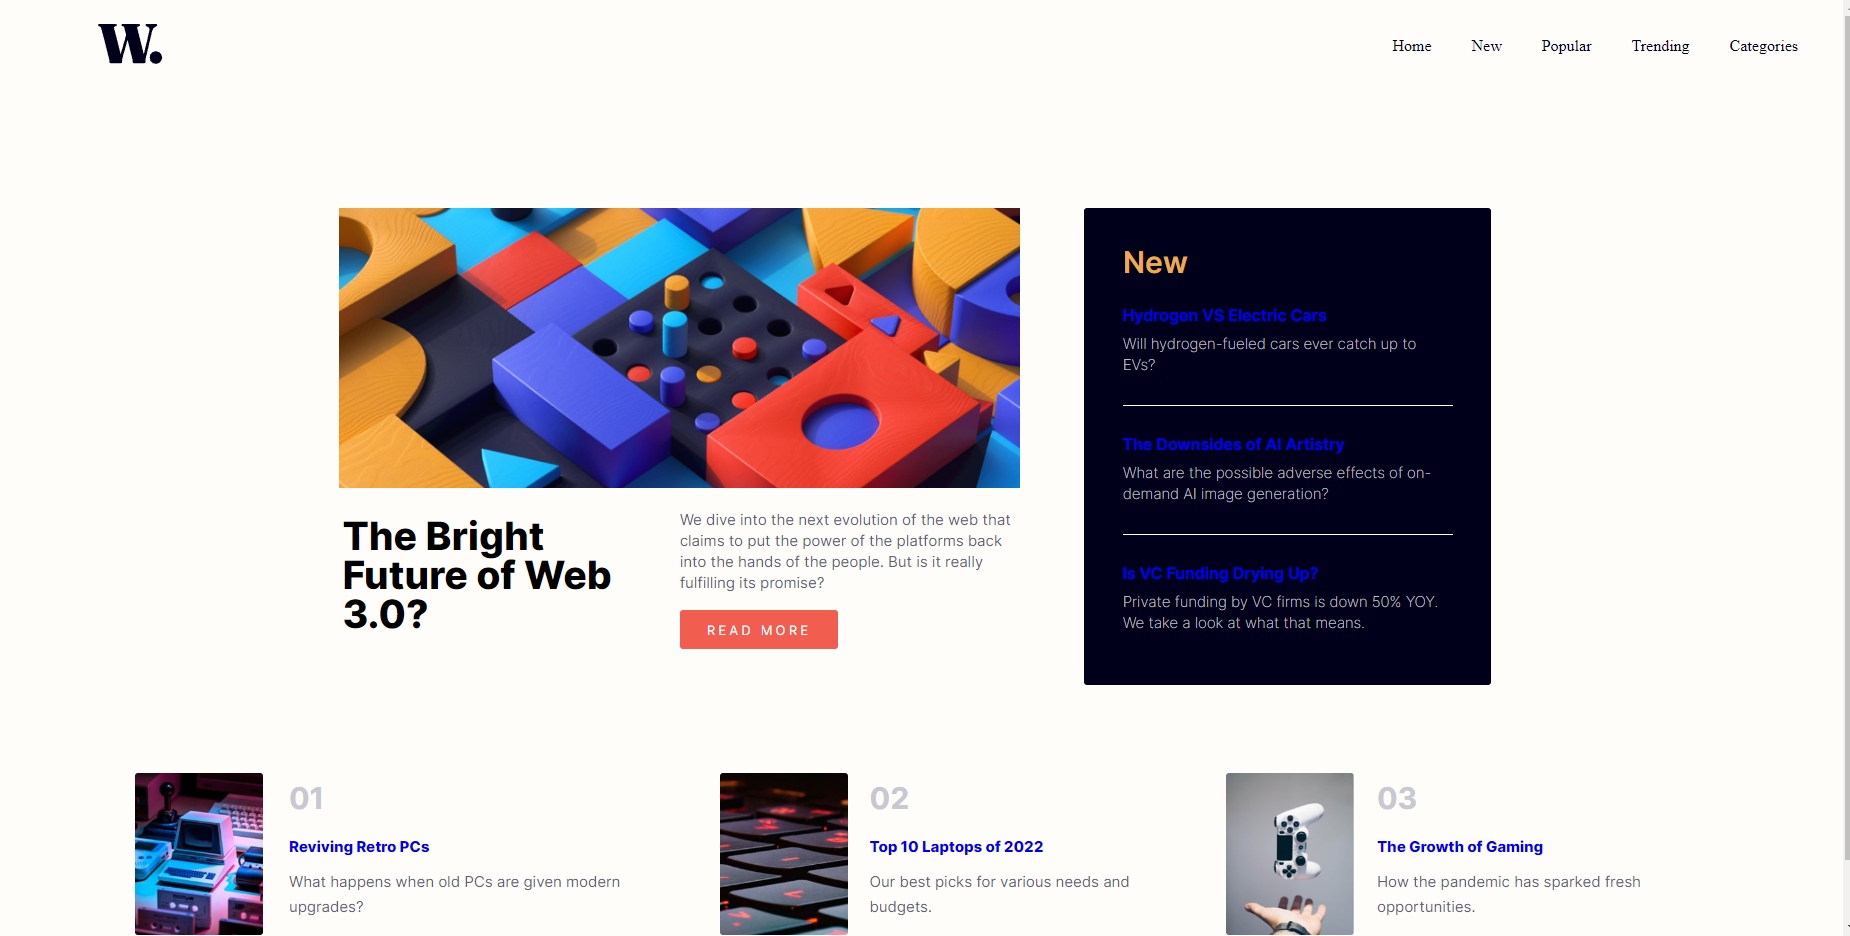 W.
Home
New
Popular
Trending
Categories
The Bright
Future of Web
3.0?
We dive into the next evolution of the web that
claims to put the power of the platforms back
into the hands of the people. But is it really
fulfilling its promise?
READ MORE
New
Hydrogen VS Electric Cars
Will hydrogen-fueled cars ever catch up to
EVs?
The Downsides of AI Artistry
What are the possible adverse effects of on-
demand AI image generation?
Is VC Funding Drying Up?
Private funding by VC firms is down 50% YOY.
We take a look at what that means.
01
Reviving Retro PCs
What happens when old PCs are given modern
upgrades?
02
Top 10 Laptops of 2022
Our best picks for various needs and
budgets.
03
The Growth of Gaming
How the pandemic has sparked fresh
opportunities.